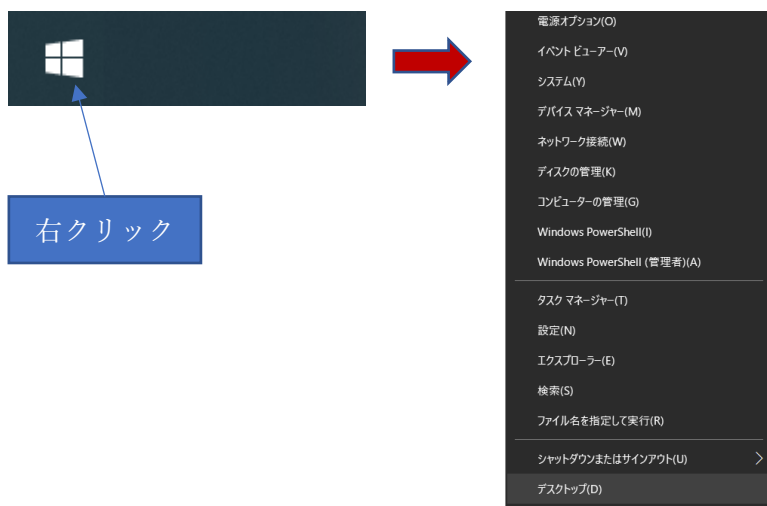 右クリック
電源オプション(O)
イベント ビューアー(V)
システム(Y)
デバイス マネージャー(M)
ネットワーク接続(W)
ディスクの管理(K)
コンピューターの管理(G)
Windows PowerShell(I)
Windows PowerShell (管理者)(A)
タスク マネージャー(T)
設定(N)
エクスプローラー(E)
検索(S)
ファイル名を指定して実行(R)
シャットダウンまたはサインアウト(U)
デスクトップ(D)